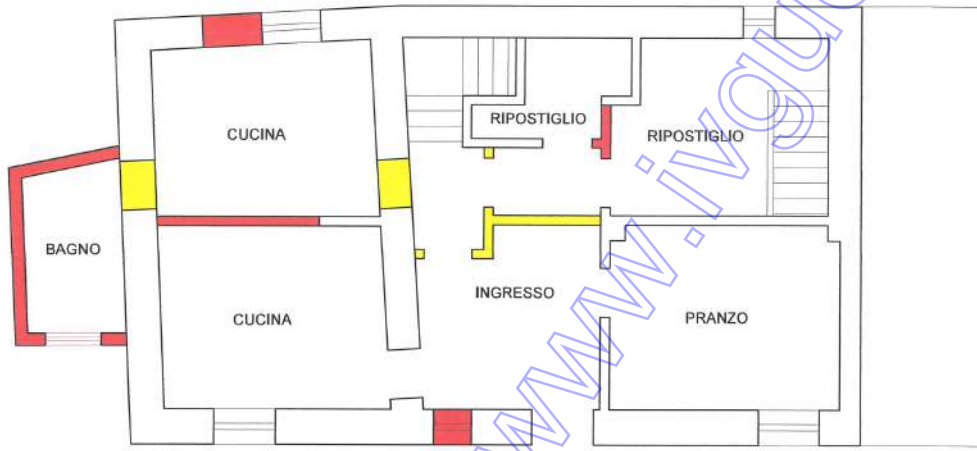 CUCINA
RIPOSTIGLIO
RIPOSTIGLIO
BAGNO
CUCINA
INGRESSO
PRANZO
www.ivgu